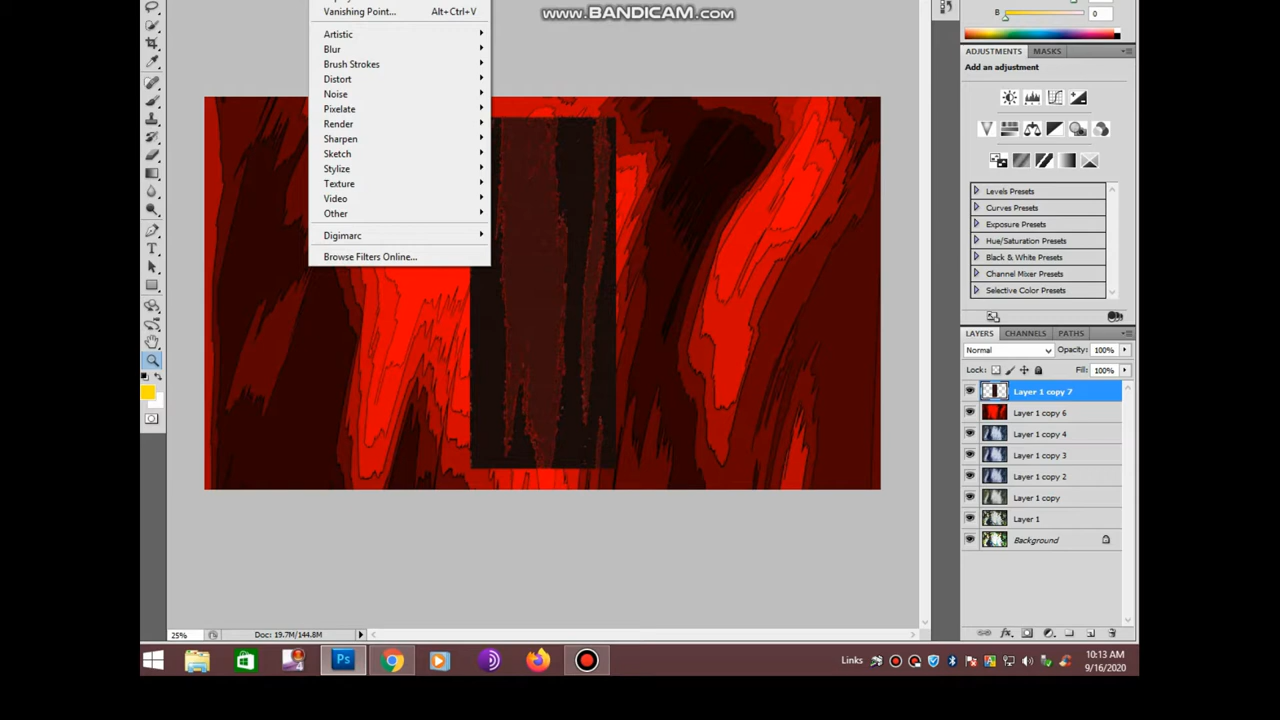 www.BANDICAM.com
Vanishing Point... Alt+Ctrl+V
Artistic
Blur
Brush Strokes
Distort
Noise
Pixelate
Render
Sharpen
Sketch
Stylize
Texture
Video
Other
Digimarc
Browse Filters Online...
B 0
ADJUSTMENTS MASKS
Add an adjustment
Levels Presets
Curves Presets
Exposure Presets
Hue/Saturation Presets
Black & White Presets
Channel Mixer Presets
Selective Color Presets
LAYERS CHANNELS PATHS
Normal Opacity: 100%
Lock: Fill: 100%
Layer 1 copy 7
Layer 1 copy 6
Layer 1 copy 4
Layer 1 copy 3
Layer 1 copy 2
Layer 1 copy
Layer 1
Background
25% Doc: 19.7M/144.8M
Ps
Links
10:13 AM
9/16/2020